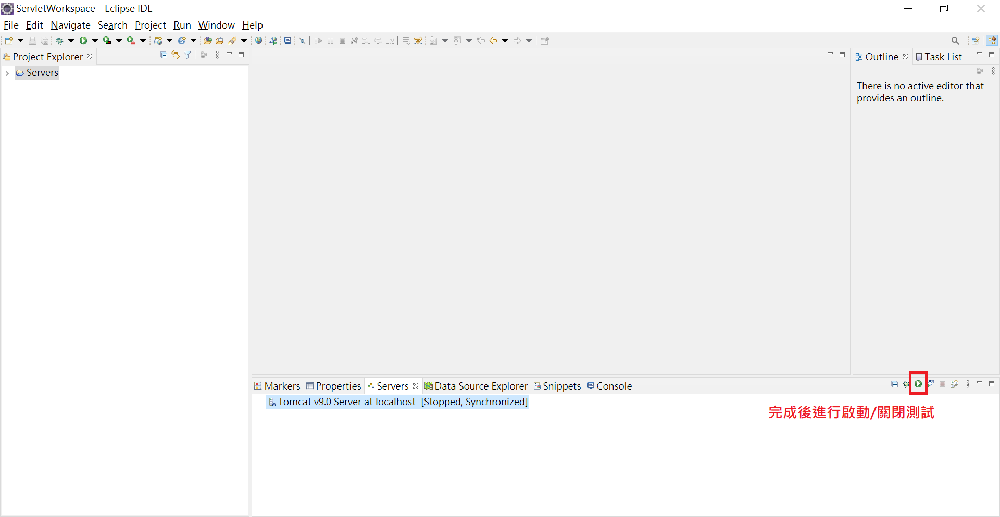 ServletWorkspace - Eclipse IDE
File Edit Navigate Search Project Run Window Help
Project Explorer
Servers
Outline
Task List
There is no active editor that
provides an outline.
Markers Properties Servers Data Source Explorer Snippets Console
Tomcat v9.0 Server at localhost [Stopped, Synchronized]
完成後進行啟動/關閉測試